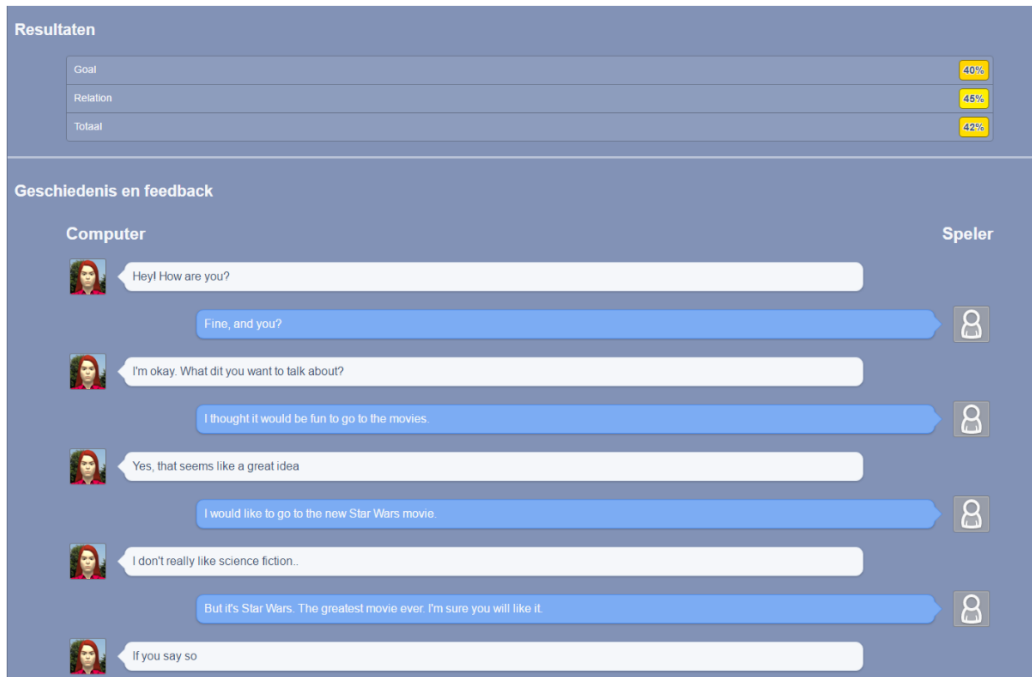 Resultaten
Goal 40%
Relation 45%
Totaal 42%
Geschiedenis en feedback
Computer Speler
Hey! How are you?
Fine, and you?
I'm okay. What dit you want to talk about?
I thought it would be fun to go to the movies.
Yes, that seems like a great idea
I would like to go to the new Star Wars movie.
I don't really like science fiction..
But it's Star Wars. The greatest movie ever. I'm sure you will like it.
If you say so